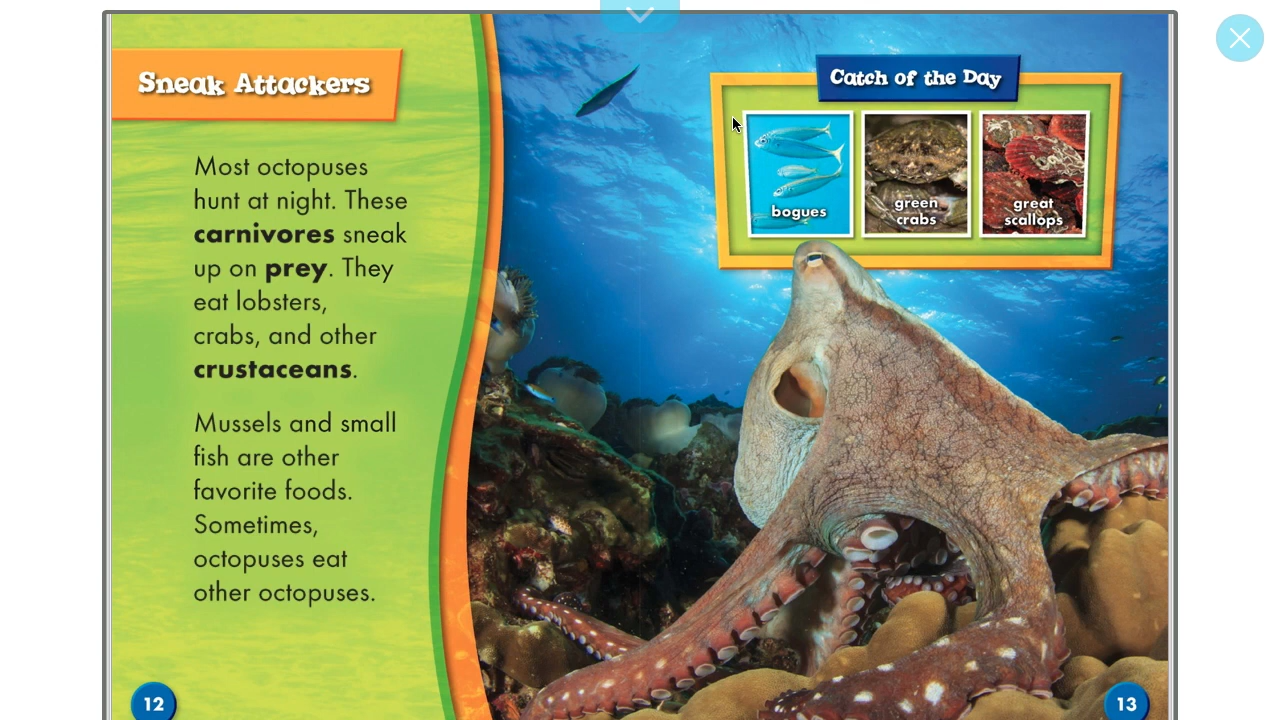 Sneak Attackers
Most octopuses
hunt at night. These
carnivores sneak
up on prey. They
eat lobsters,
crabs, and other
crustaceans.
Mussels and small
fish are other
favorite foods.
Sometimes,
octopuses eat
other octopuses.
12
Catch of the Day
bogues
green
crabs
great
scallops
13